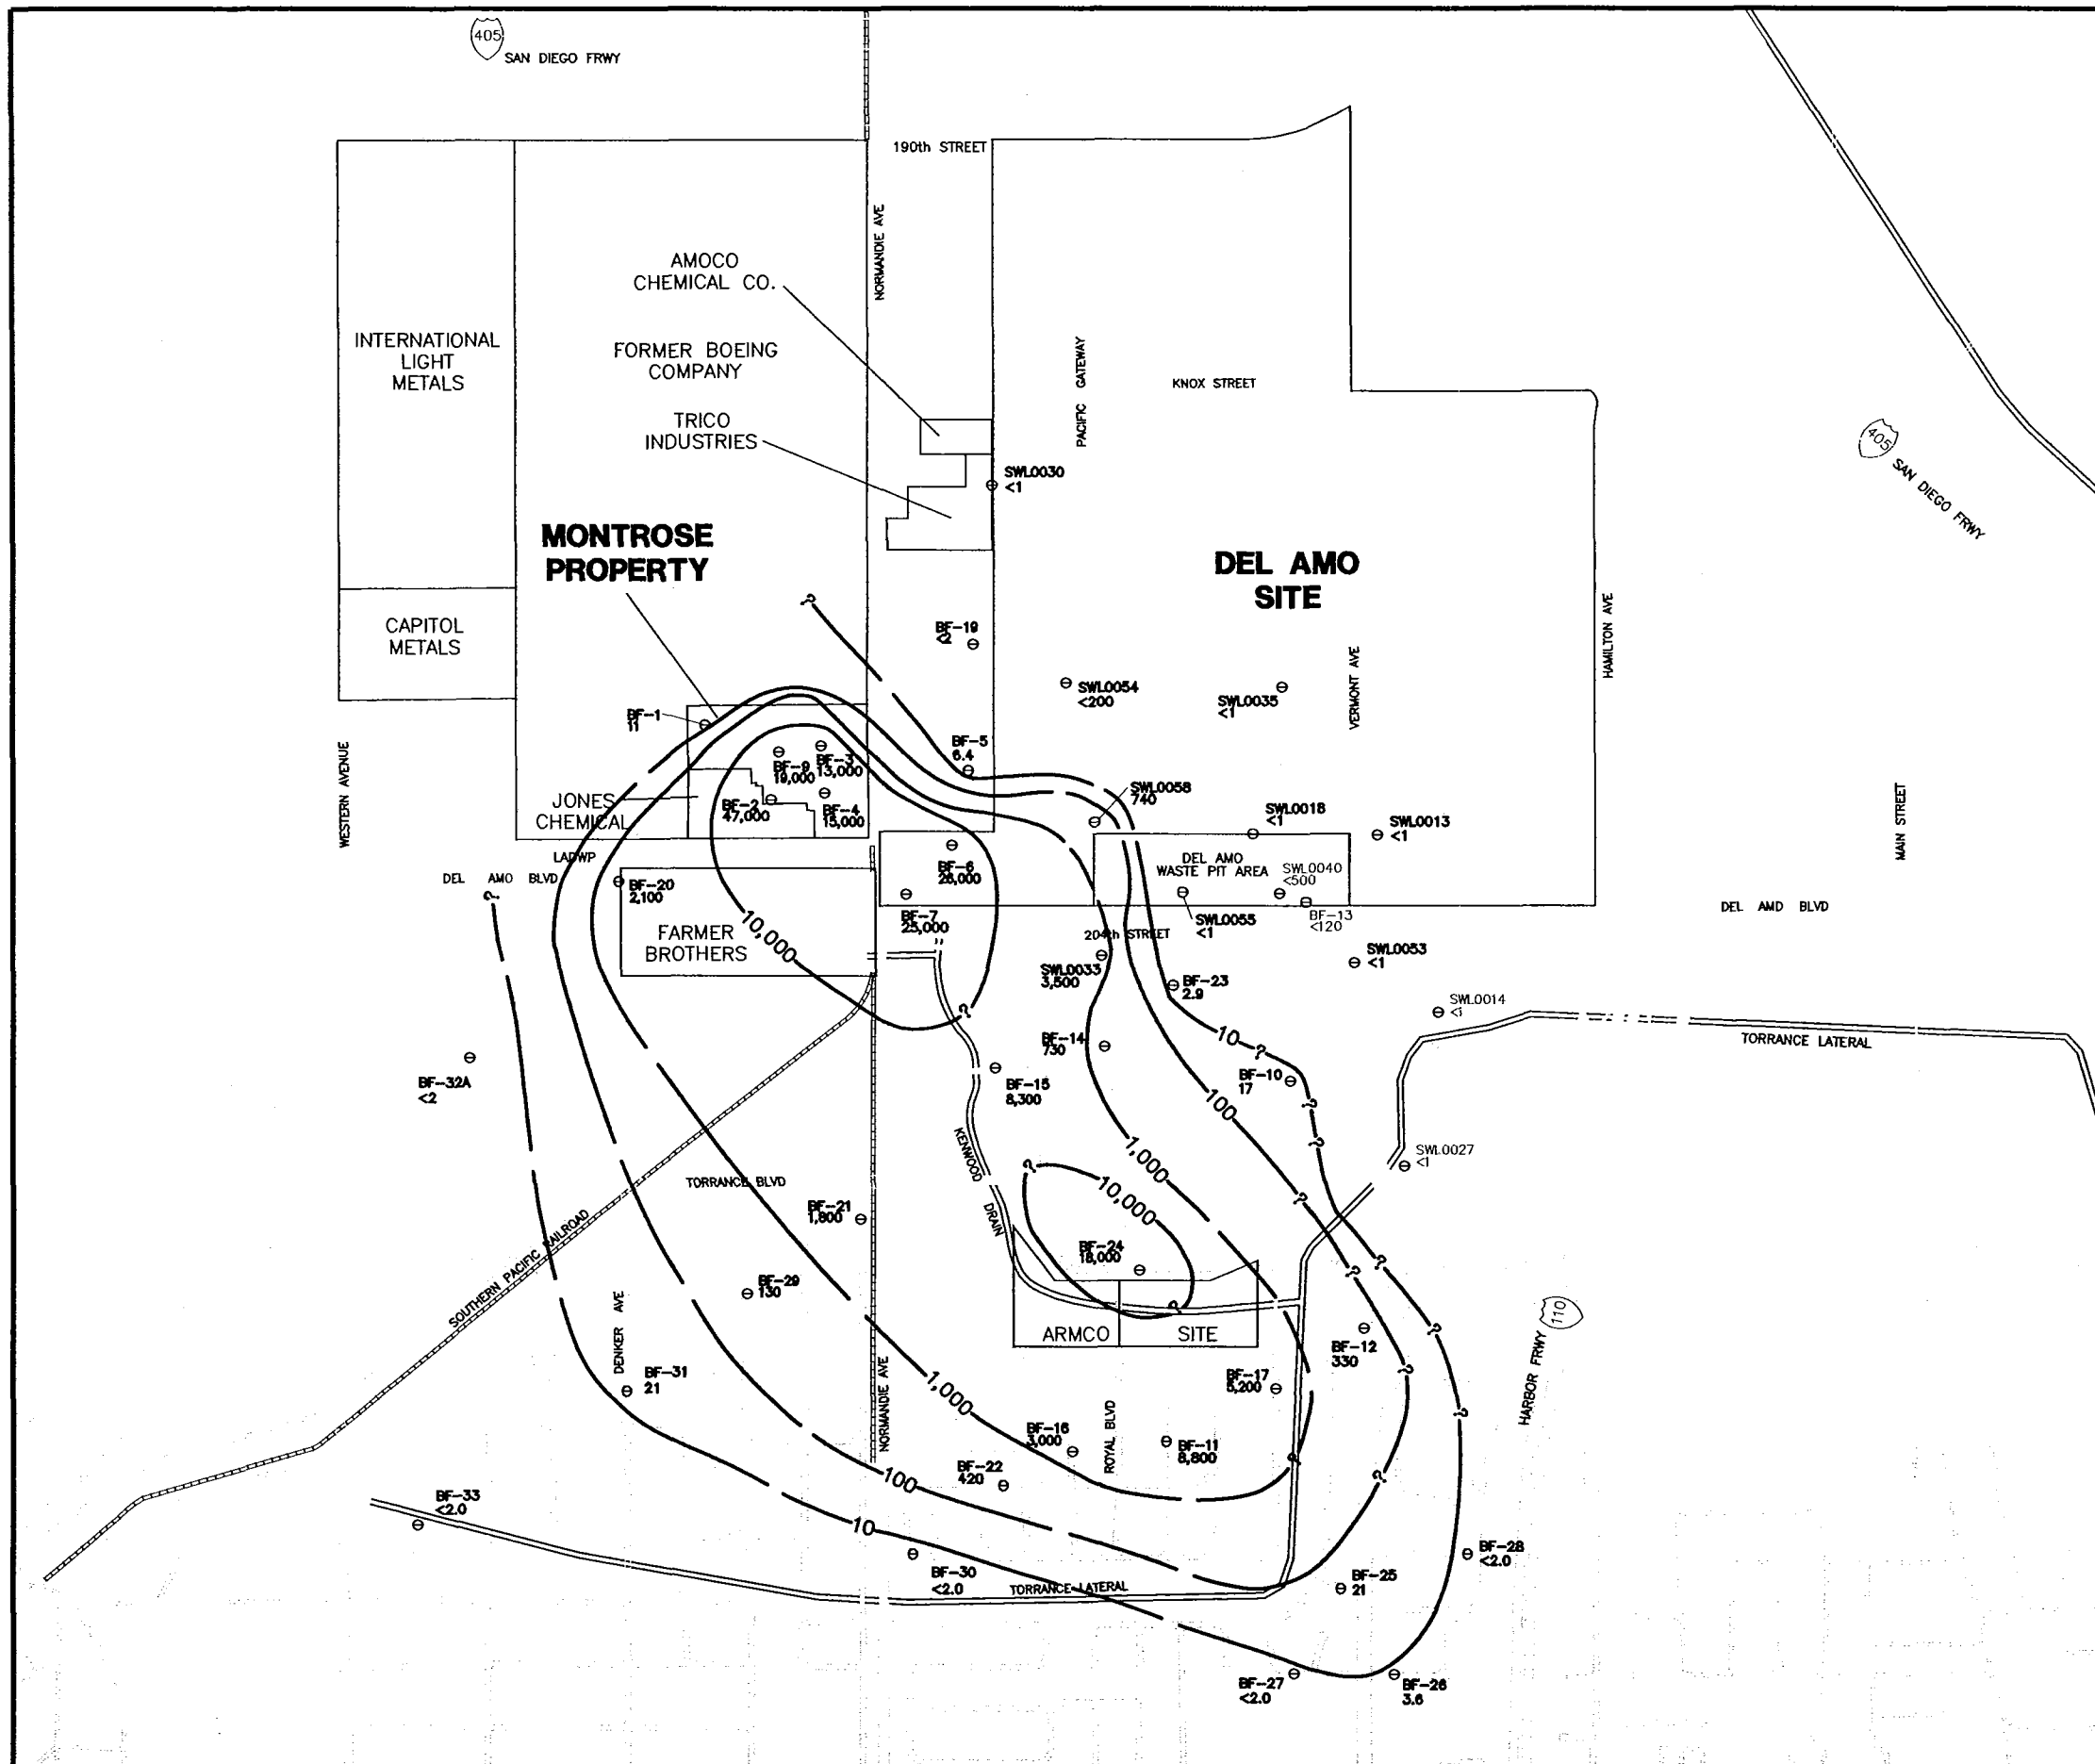 405
SAN DIEGO FRWY
190th STREET
NORMANDIE AVE
AMOCO
CHEMICAL CO.
INTERNATIONAL
LIGHT
METALS
FORMER BOEING
COMPANY
PACIFIC GATEWAY
KNOX STREET
TRICO
INDUSTRIES
405
SAN DIEGO FRWY
SWL0030
<1
MONTROSE
PROPERTY
DEL AMO
SITE
?
CAPITOL
METALS
BF-19
<2
HAMILTON AVE
VERMONT AVE
SWL0054
<200
SWL0035
<1
BF-1
11
WESTERN AVENUE
BF-5
6.4
BF-9
19,000
BF-3
13,000
SWL0058
740
JONES
CHEMICAL
BF-2
47,000
BF-4
15,000
SWL0018
<1
SWL0013
<1
MAIN STREET
LADWP
DEL AMO BLVD
?
BF-20
2,100
BF-6
26,000
DEL AMO
WASTE PIT AREA
SWL0040
<500
BF-7
25,000
SWL0055
<1
BF-13
<120
DEL AMO BLVD
10,000
FARMER
BROTHERS
204th STREET
SWL0033
3,500
SWL0053
<1
BF-23
2.9
?
SWL0014
<1
10
?
TORRANCE LATERAL
BF-14
730
BF-10
17
BF-32A
<2
BF-15
8,300
100
?
KENWOOD
DRAIN
1,000
?
SWL0027
<1
TORRANCE BLVD
?
10,000
?
BF-21
1,800
SOUTHERN PACIFIC RAILROAD
BF-24
18,000
?
?
BF-29
130
DENKER AVE
?
ARMCO
SITE
HARBOR FRWY
110
?
BF-12
330
NORMANDIE AVE
BF-31
21
1,000
BF-17
5,200
?
?
ROYAL BLVD
BF-16
3,000
BF-11
8,800
?
?
BF-22
420
100
BF-33
<2.0
10
BF-30
<2.0
TORRANCE LATERAL
BF-28
<2.0
BF-25
21
BF-27
<2.0
BF-26
3.6